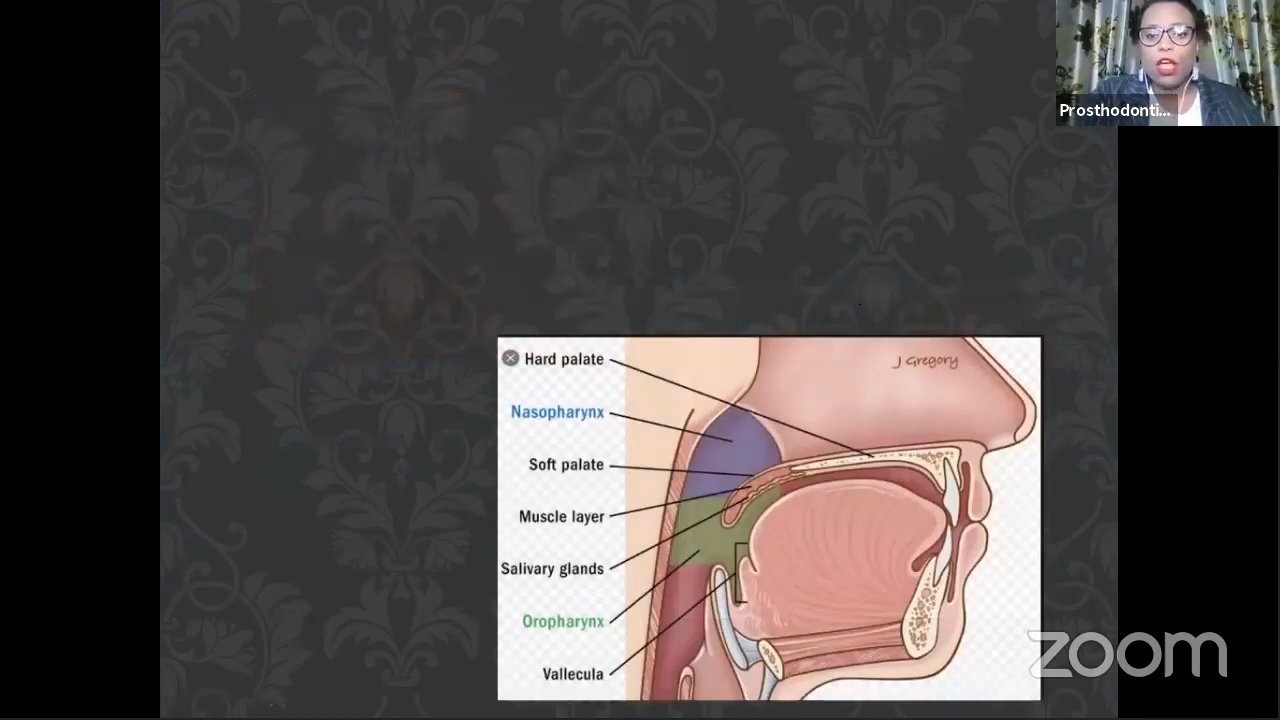 Prosthodonti...
J Gregory
Hard palate
Nasopharynx
Soft palate
Muscle layer
Salivary glands
Oropharynx
Vallecula
zoom